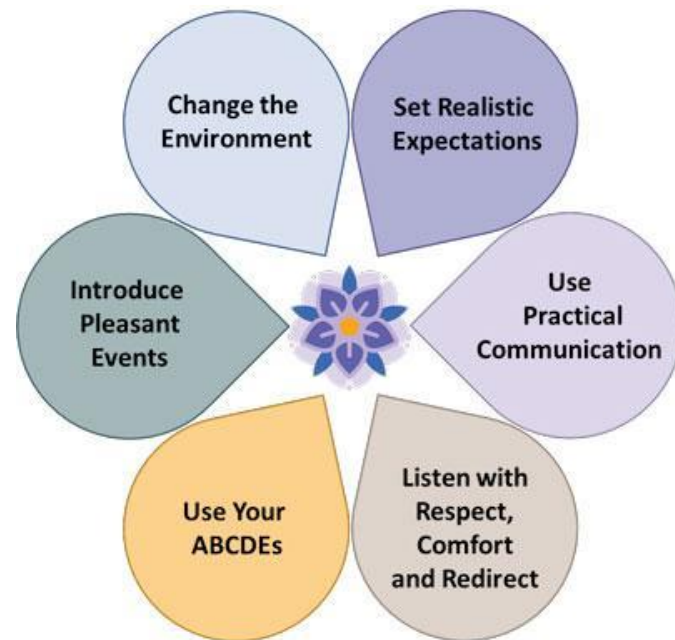 Change the
Environment
Set Realistic
Expectations
Use
Practical
Communication
Listen with
Respect,
Comfort
and Redirect
Use Your
ABCDEs
Introduce
Pleasant
Events